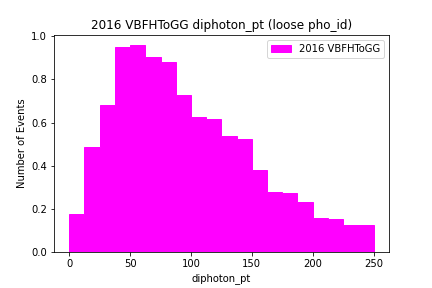 2016 VBFHToGG diphoton_pt (loose pho_id)
2016 VBFHToGG
Number of Events
1.0
0.8
0.6
0.4
0.2
0.0
0 50 100 150 200 250
diphoton_pt